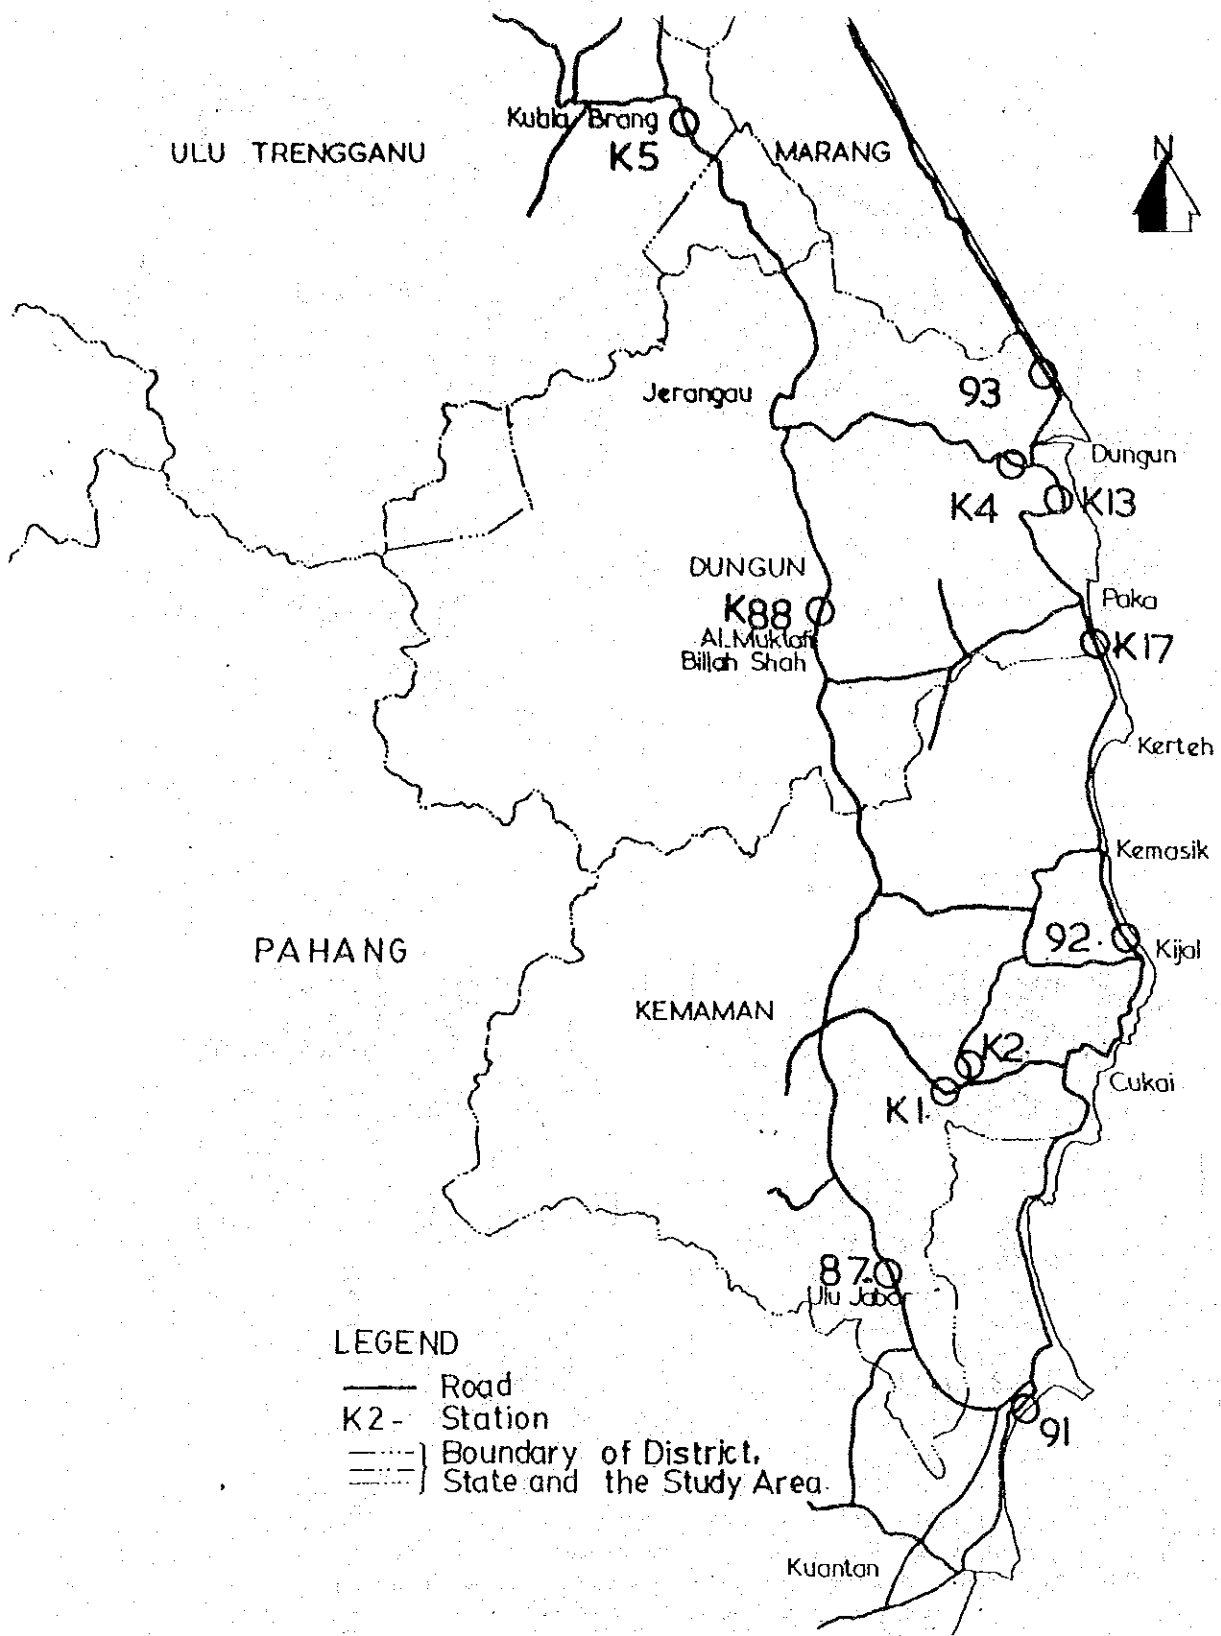 Kubla Brang
K5
ULU TRENGGANU
MARANG
N
Jerangau
93
Dungun
K4
K13
DUNGUN
K88
Al.Muktafi
Billah Shah
Paka
K17
Kerteh
Kemasik
92.
Kijal
PAHANG
KEMAMAN
K2
Cukai
K1.
87.
Ulu Jabor
LEGEND
Road
K2 - Station
Boundary of District,
State and the Study Area.
91
Kuantan